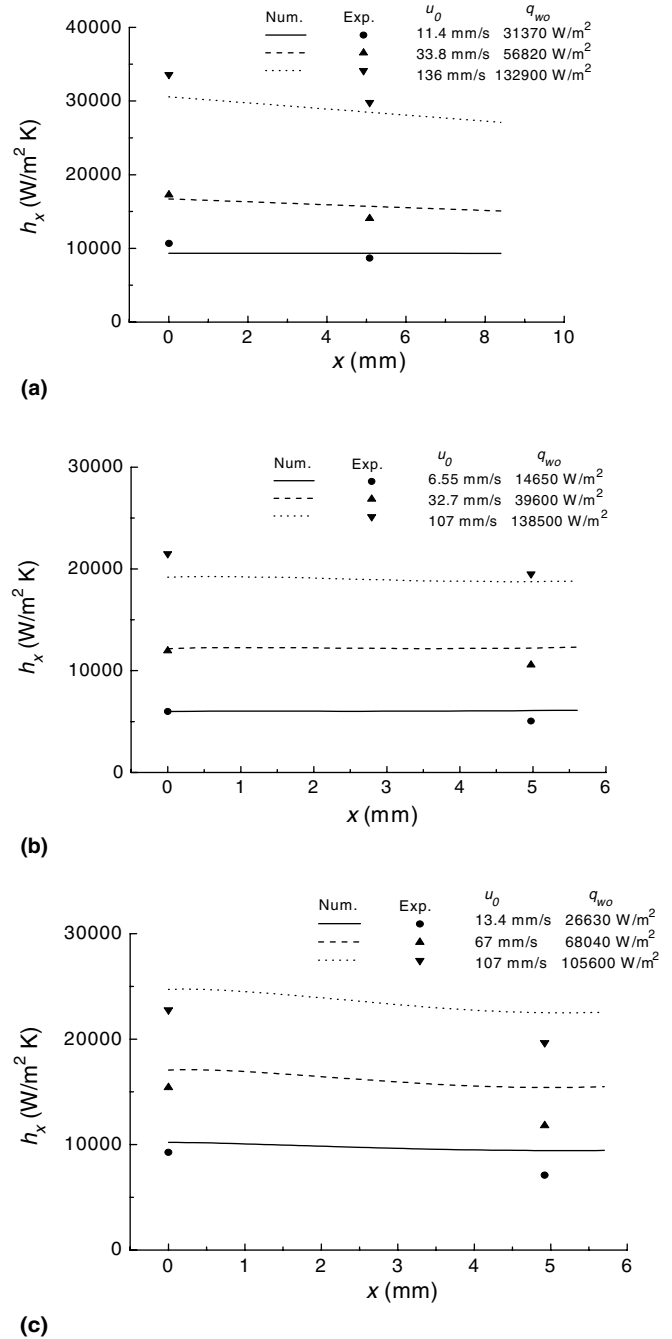 Num. Exp. u0 qwo
11.4 mm/s 31370 W/m2
33.8 mm/s 56820 W/m2
136 mm/s 132900 W/m2
40000
30000
20000
10000
0
hx (W/m2 K)
0 2 4 6 8 10
x (mm)
(a)
Num. Exp. u0 qwo
6.55 mm/s 14650 W/m2
32.7 mm/s 39600 W/m2
107 mm/s 138500 W/m2
30000
20000
10000
0
hx (W/m2 K)
0 1 2 3 4 5 6
x (mm)
(b)
Num. Exp. u0 qwo
13.4 mm/s 26630 W/m2
67 mm/s 68040 W/m2
107 mm/s 105600 W/m2
30000
20000
10000
0
hx (W/m2 K)
0 1 2 3 4 5 6
x (mm)
(c)